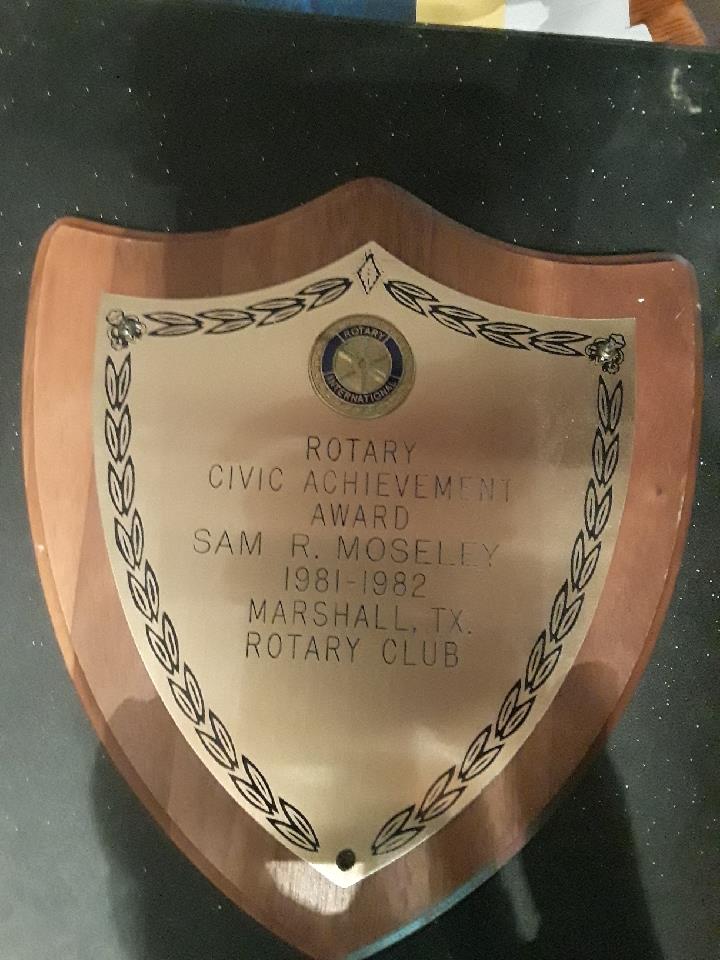 ROTARY
INTERNATIONAL
ROTARY
CIVIC ACHIEVEMENT
AWARD
SAM R. MOSELEY
1981-1982
MARSHALL, TX.
ROTARY CLUB